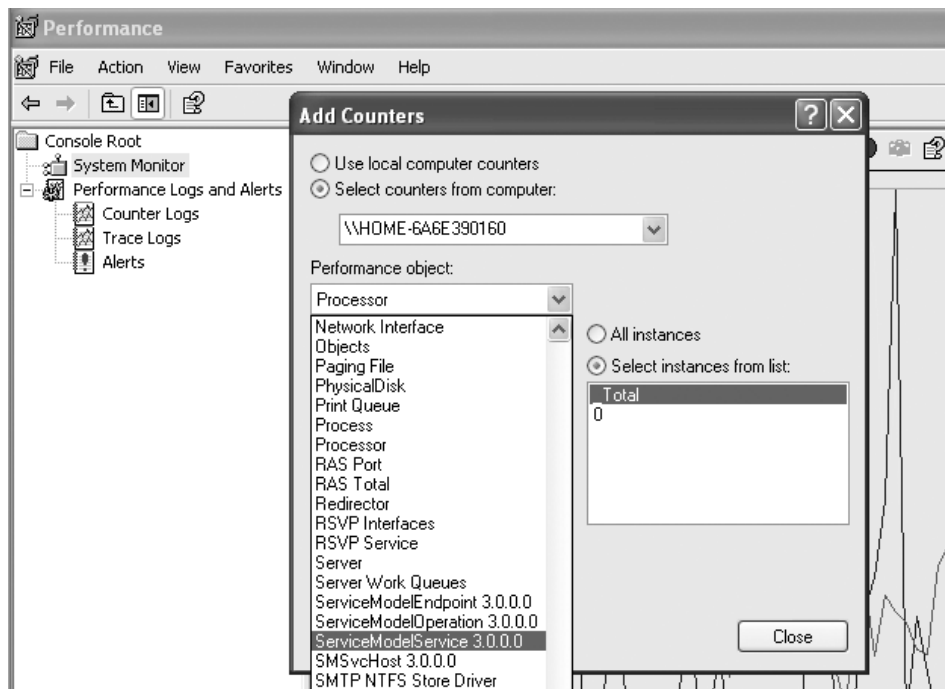 Performance
File Action View Favorites Window Help
Console Root
System Monitor
Performance Logs and Alerts
Counter Logs
Trace Logs
Alerts
Add Counters
Use local computer counters
Select counters from computer:
\\HOME-6A6E390160
Performance object:
Processor
Network Interface
Objects
Paging File
PhysicalDisk
Print Queue
Process
Processor
RAS Port
RAS Total
Redirector
RSVP Interfaces
RSVP Service
Server
Server Work Queues
ServiceModelEndpoint 3.0.0.0
ServiceModelOperation 3.0.0.0
ServiceModelService 3.0.0.0
SMSvcHost 3.0.0.0
SMTP NTFS Store Driver
All instances
Select instances from list:
_Total
0
Close